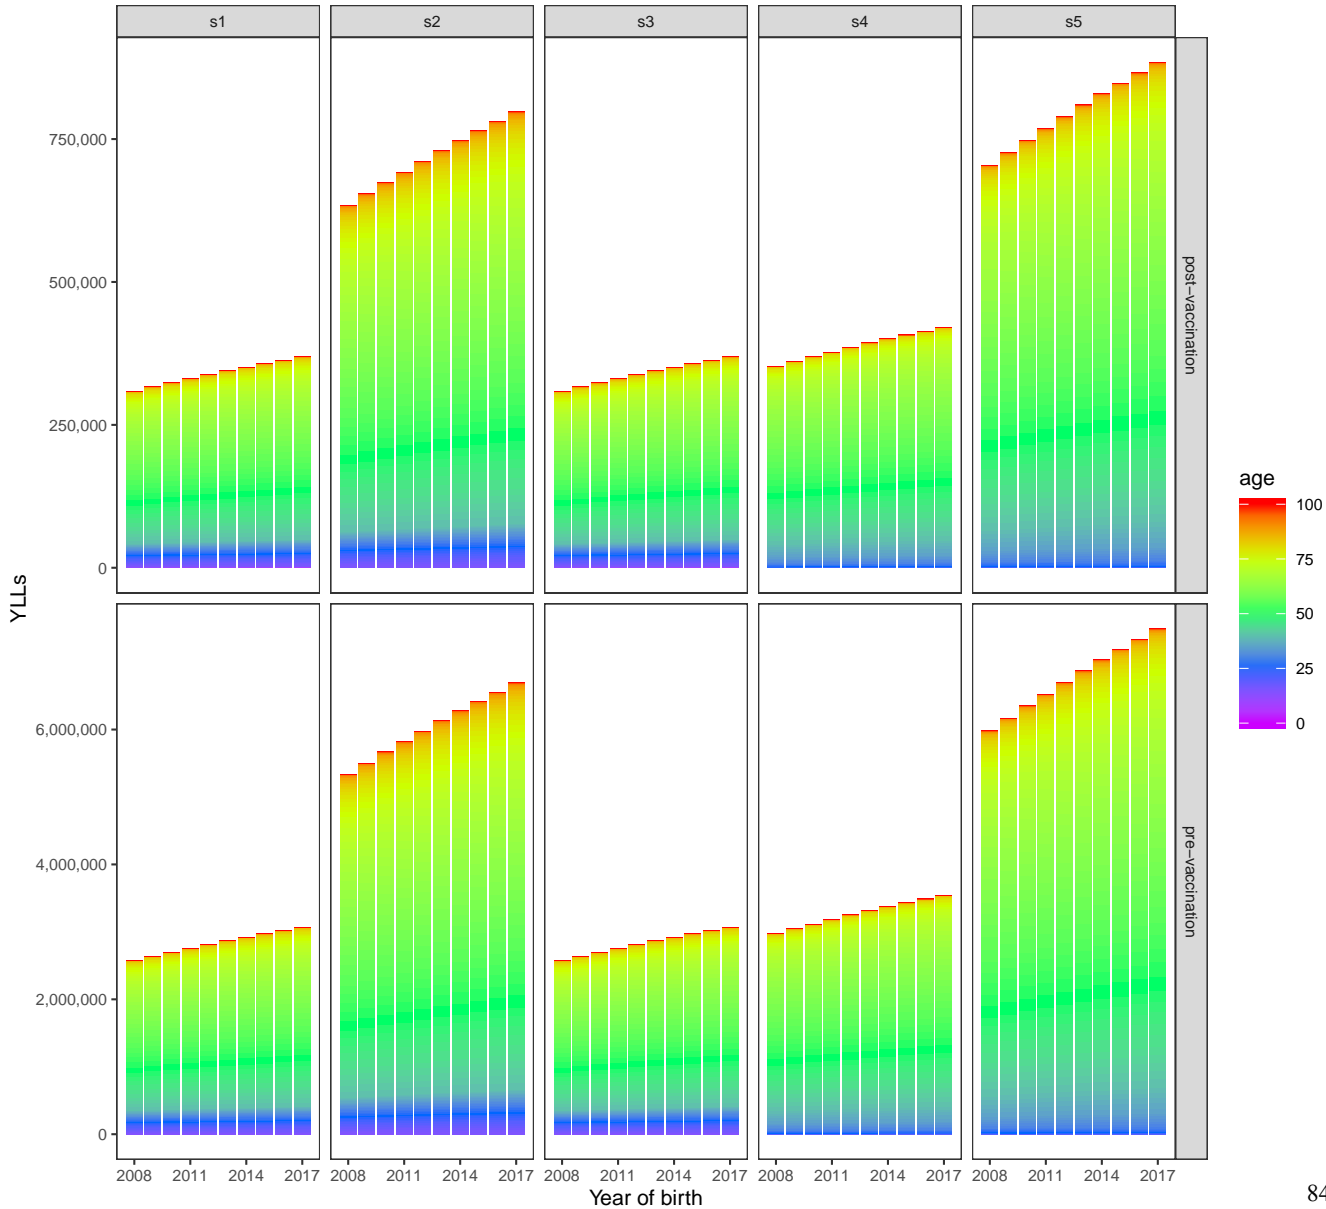 s1 s2 s3 s4 s5
750,000
500,000
250,000
0
post−vaccination
YLLs
6,000,000
4,000,000
2,000,000
0
pre−vaccination
2008 2011 2014 2017 2008 2011 2014 2017 2008 2011 2014 2017 2008 2011 2014 2017 2008 2011 2014 2017
Year of birth
age
100
75
50
25
0
84